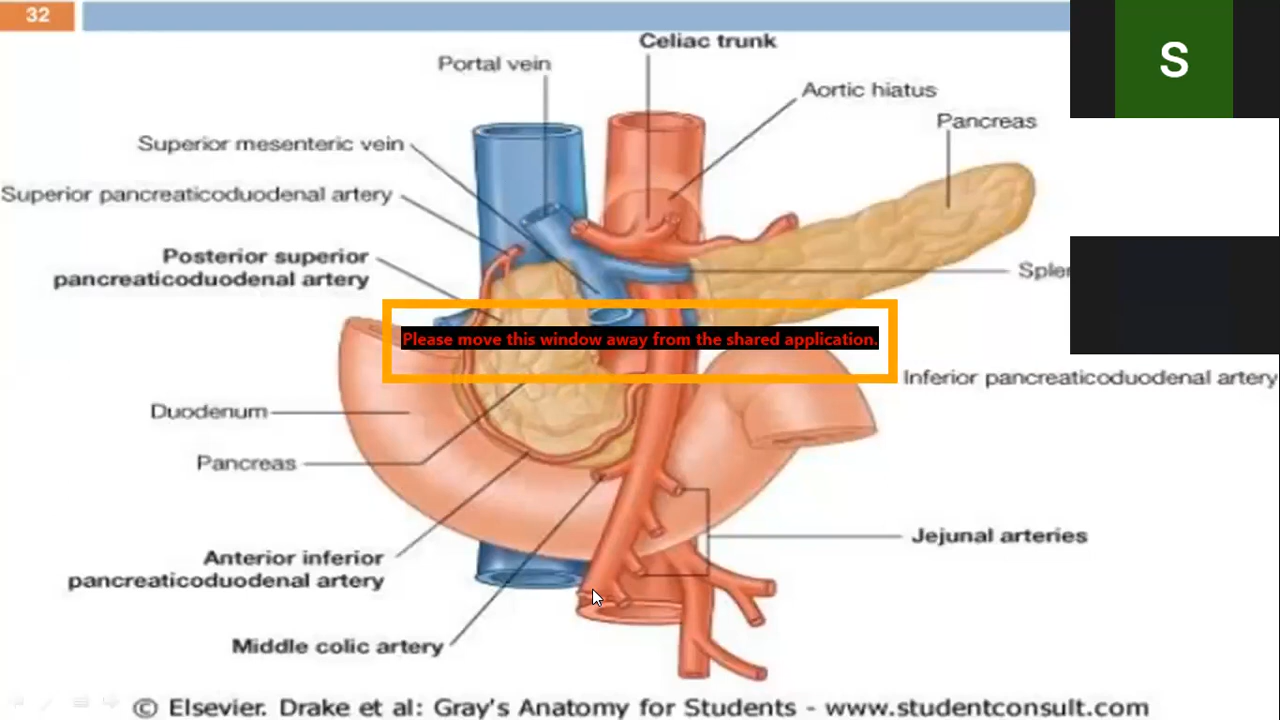 32
Celiac trunk
Portal vein
Aortic hiatus
Pancreas
Superior mesenteric vein
Superior pancreaticoduodenal artery
Posterior superior
pancreaticoduodenal artery
Please move this window away from the shared application.
Inferior pancreaticoduodenal artery
Duodenum
Pancreas
Anterior inferior
pancreaticoduodenal artery
Jejunal arteries
Middle colic artery
© Elsevier. Drake et al: Gray's Anatomy for Students - www.studentconsult.com
S